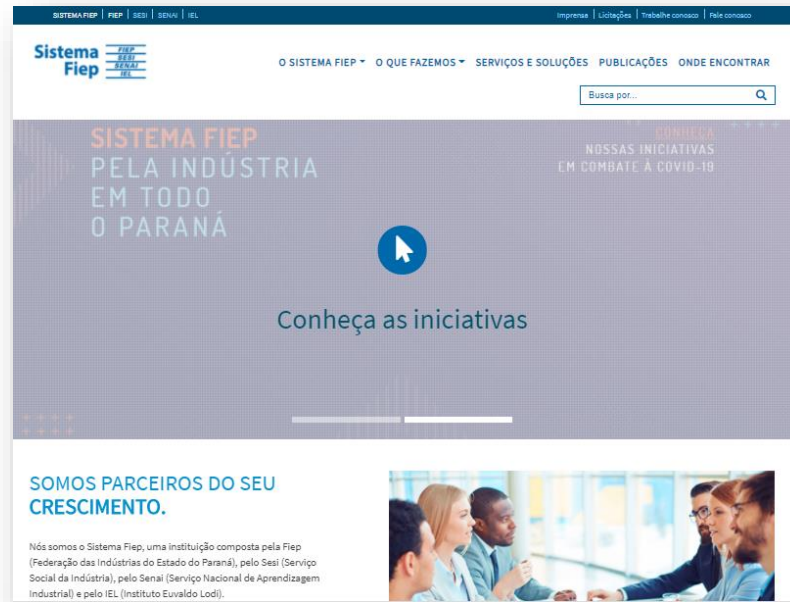 SISTEMA FIEP | FIEP | SESI | SENAI | IEL
Imprensa | Licitações | Trabalhe conosco | Fale conosco
Sistema Fiep
FIEP
SESI
SENAI
IEL
O SISTEMA FIEP O QUE FAZEMOS SERVIÇOS E SOLUÇÕES PUBLICAÇÕES ONDE ENCONTRAR
Busca por...
SISTEMA FIEP
PELA INDÚSTRIA
EM TODO
O PARANÁ
CONHEÇA
NOSSAS INICIATIVAS
EM COMBATE À COVID-19
Conheça as iniciativas
SOMOS PARCEIROS DO SEU
CRESCIMENTO.
Nós somos o Sistema Fiep, uma instituição composta pela Fiep
(Federação das Indústrias do Estado do Paraná), pelo Sesi (Serviço
Social da Indústria), pelo Senai (Serviço Nacional de Aprendizagem
Industrial) e pelo IEL (Instituto Euvaldo Lodi).